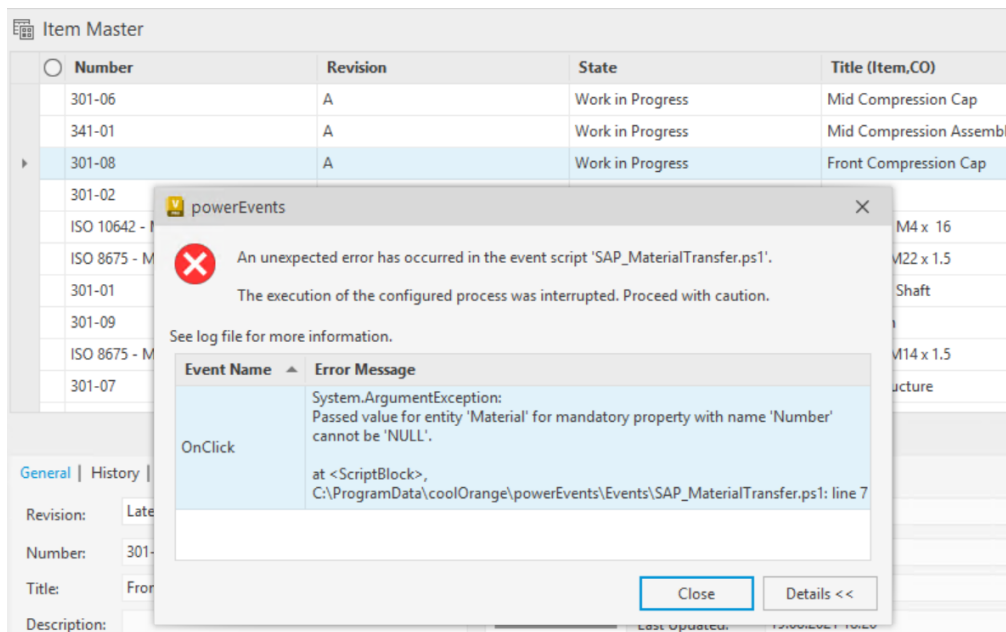 Item Master
Number Revision State Title (Item,CO)
301-06 A Work in Progress Mid Compression Cap
341-01 A Work in Progress Mid Compression Assembl
301-08 A Work in Progress Front Compression Cap
301-02
powerEvents
ISO 10642 - M4 x 16
An unexpected error has occurred in the event script 'SAP_MaterialTransfer.ps1'.
ISO 8675 - M M22 x 1.5
301-01 Shaft
The execution of the configured process was interrupted. Proceed with caution.
301-09
See log file for more information.
ISO 8675 - M M14 x 1.5
Event Name Error Message
301-07 ucture
System.ArgumentException:
Passed value for entity 'Material' for mandatory property with name 'Number'
cannot be 'NULL'.
OnClick
at <ScriptBlock>,
C:\ProgramData\coolOrange\powerEvents\Events\SAP_MaterialTransfer.ps1: line 7
General | History |
Revision: Late
Number: 301-
Title: Fror
Close Details <<
Description: Last Updated: